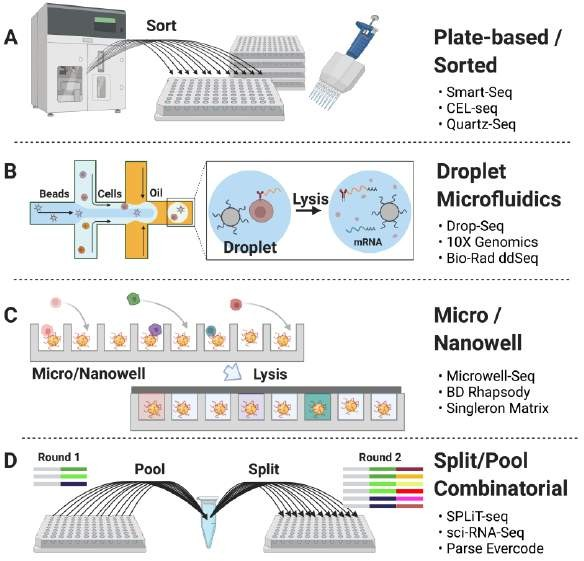 A
Sort
Plate-based /
Sorted
• Smart-Seq
• CEL-seq
• Quartz-Seq
B
Beads
Cells
Oil
Droplet
Lysis
mRNA
Droplet
Microfluidics
• Drop-Seq
• 10X Genomics
• Bio-Rad ddSeq
C
Micro/Nanowell
Lysis
Micro /
Nanowell
• Microwell-Seq
• BD Rhapsody
• Singleron Matrix
D
Round 1
Pool
Split
Round 2
Split/Pool
Combinatorial
• SPLiT-seq
• sci-RNA-Seq
• Parse Evercode